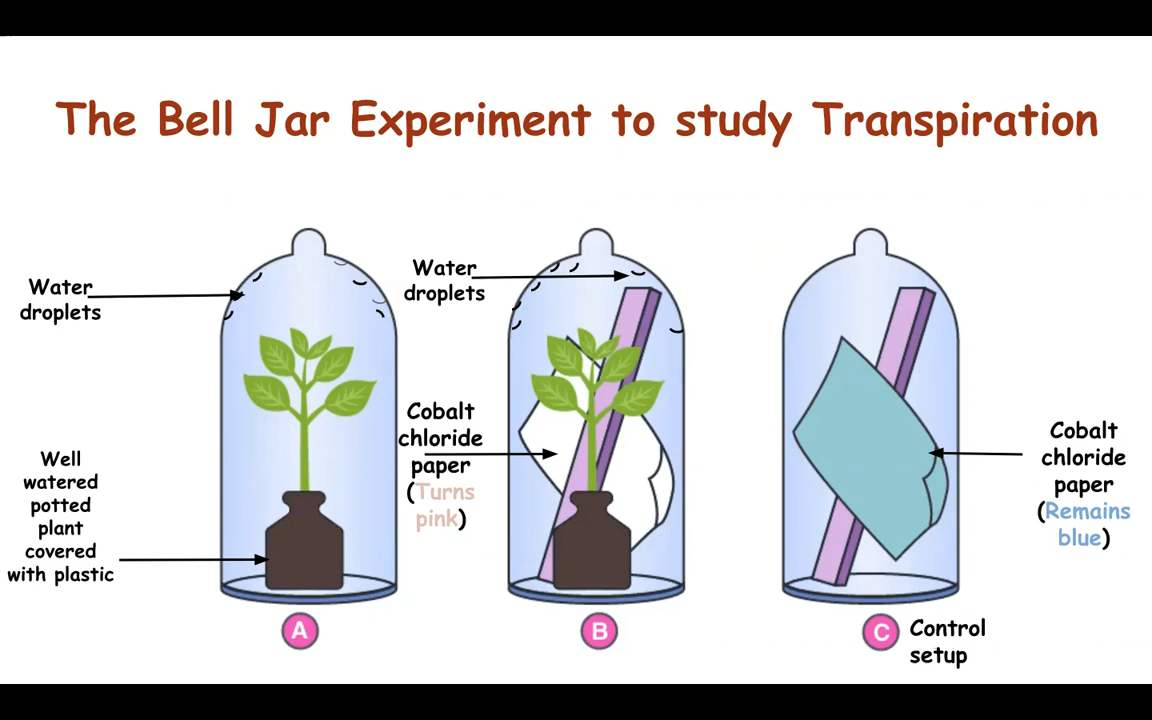 The Bell Jar Experiment to study Transpiration
Water
droplets
Water
droplets
Cobalt
chloride
paper
(Turns
pink)
Well
watered
potted
plant
covered
with plastic
Cobalt
chloride
paper
(Remains
blue)
A
B
C
Control
setup